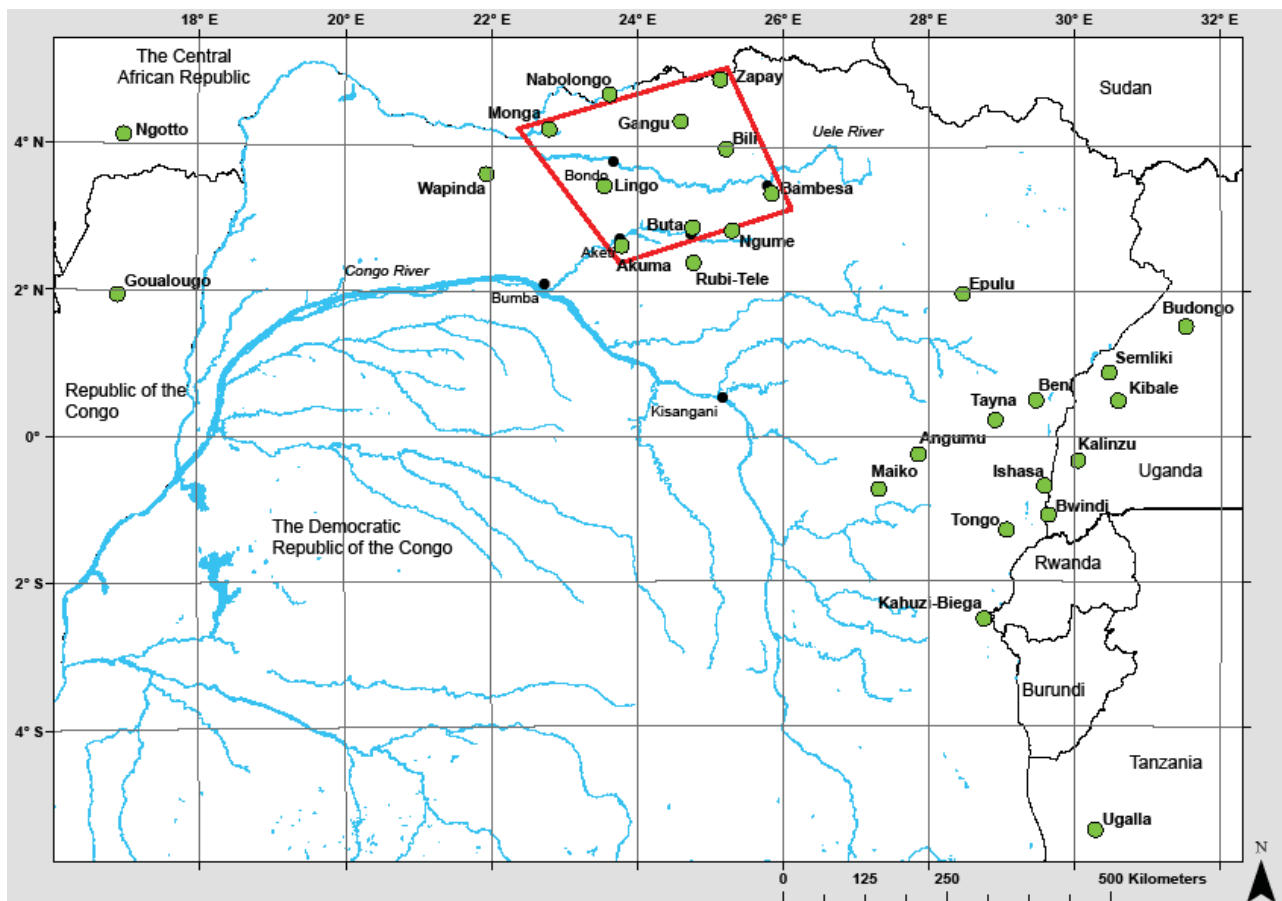 18° E 20° E 22° E 24° E 26° E 28° E 30° E 32° E
The Central
African Republic
Nabolongo
Zapay
Sudan
Monga
Gangu
Ngotto
Bili
Uele River
4° N
Bondo
Lingo
Wapinda
Bambesa
Buta
Ngume
Aketi
Akuma
Rubi-Tele
Congo River
Goualougo
Epulu
2° N
Bumba
Budongo
Semliki
Republic of the
Congo
Beni
Kibale
Tayna
Kisangani
0°
Angumu
Kalinzu
Maiko
Ishasa
Uganda
The Democratic
Republic of the Congo
Tongo
Bwindi
Rwanda
2° S
Kahuzi-Biega
Burundi
4° S
Tanzania
Ugalla
N
0 125 250 500 Kilometers